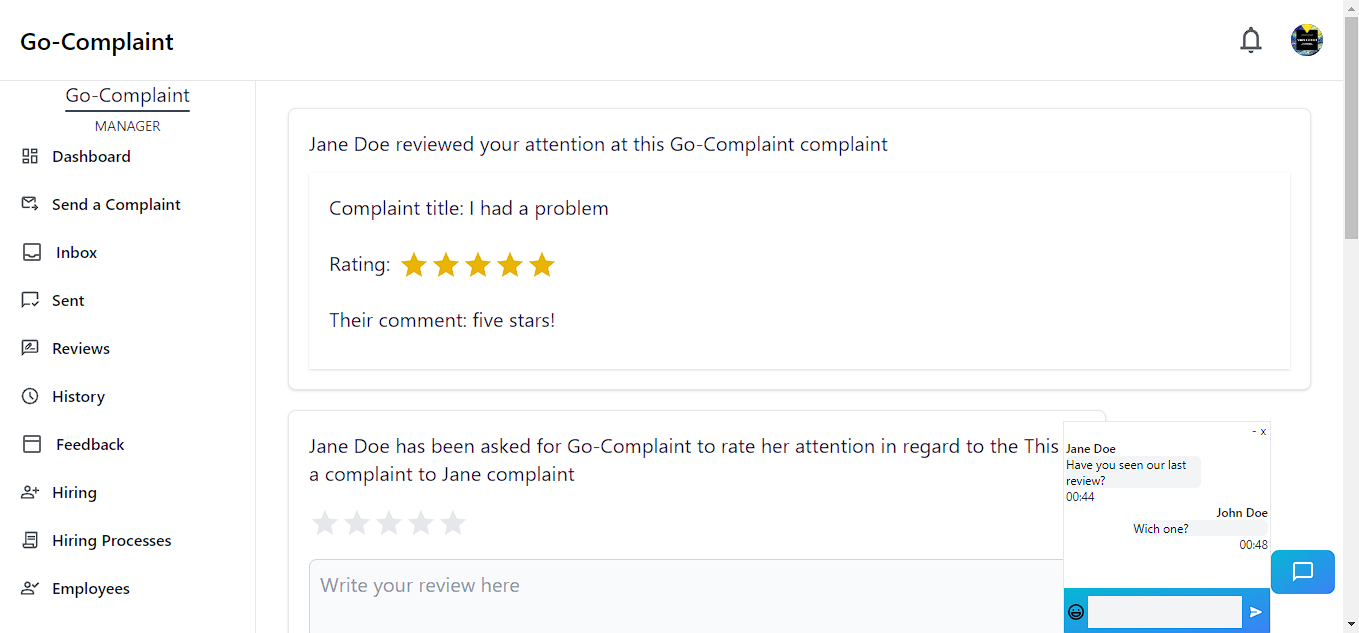 Go-Complaint
Go-Complaint
MANAGER
Dashboard
Send a Complaint
Inbox
Sent
Reviews
History
Feedback
Hiring
Hiring Processes
Employees
Jane Doe reviewed your attention at this Go-Complaint complaint
Complaint title: I had a problem
Rating:
Their comment: five stars!
Jane Doe has been asked for Go-Complaint to rate her attention in regard to the This
a complaint to Jane complaint
Write your review here
- x
Jane Doe
Have you seen our last
review?
00:44
John Doe
Wich one?
00:48